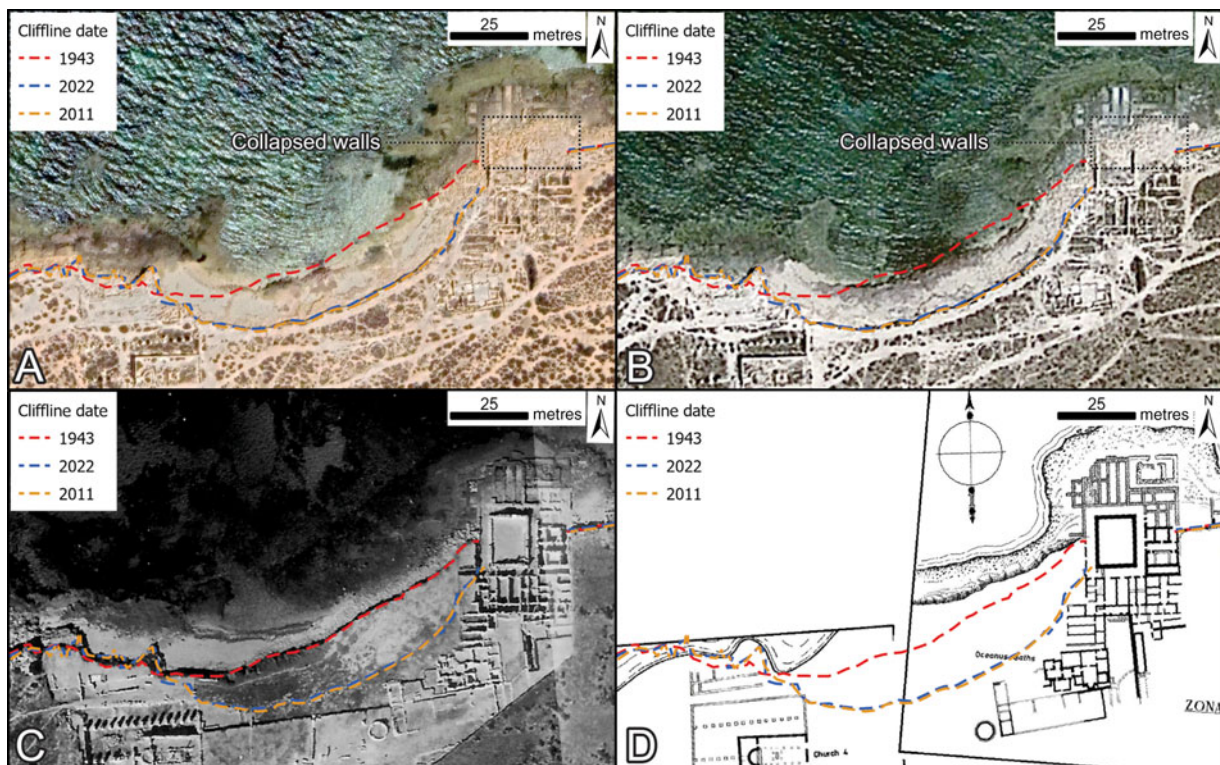 Cliffline date
1943
2022
2011
25
metres
N
Collapsed walls
A
Cliffline date
1943
2022
2011
25
metres
N
Collapsed walls
B
Cliffline date
1943
2022
2011
25
metres
N
C
Cliffline date
1943
2022
2011
25
metres
N
Oceanus Baths
ZONA
Church 4
D